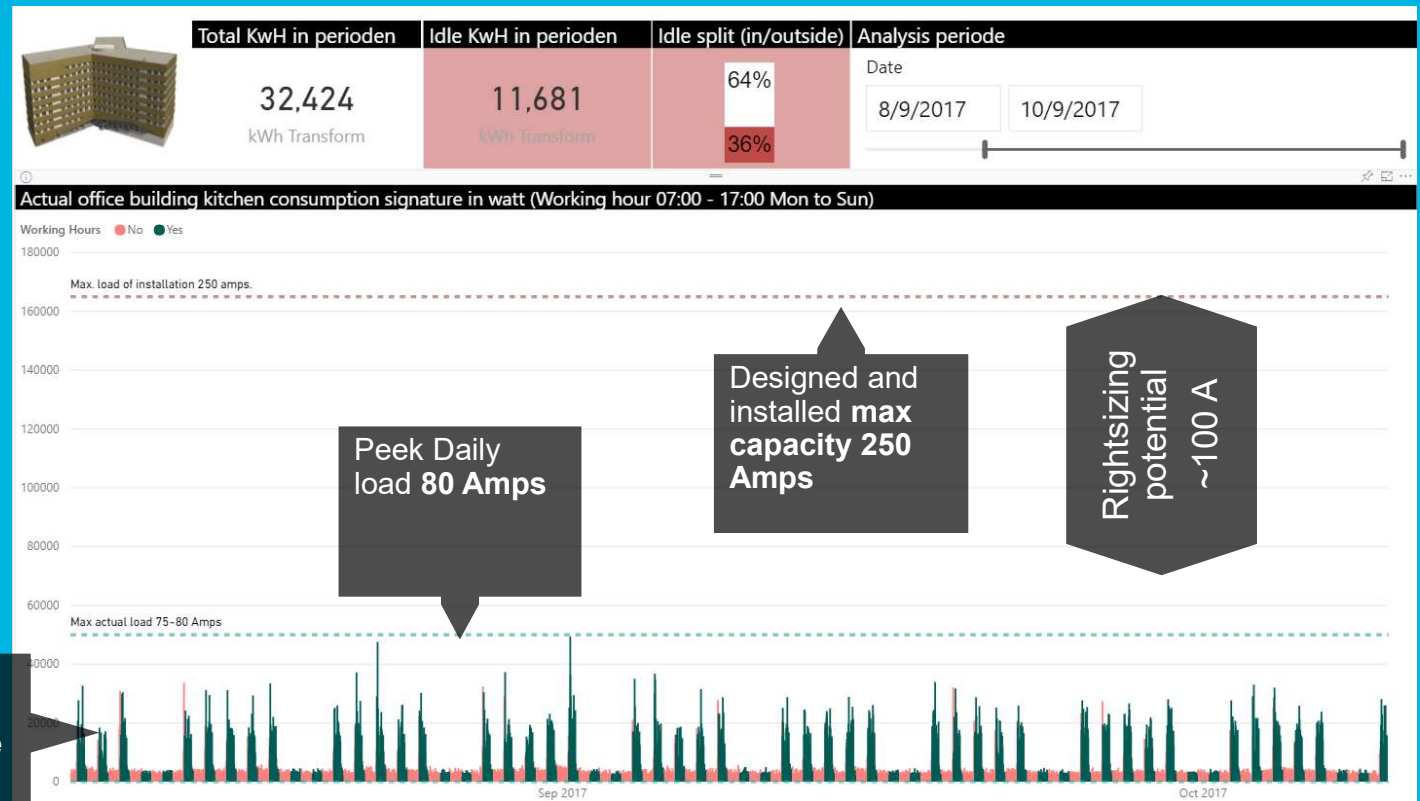 Total KwH in perioden
Idle KwH in perioden
Idle split (in/outside)
Analysis periode
32,424
kWh Transform
11,681
kWh Transform
64%
36%
Date
8/9/2017
10/9/2017
Actual office building kitchen consumption signature in watt (Working hour 07:00 - 17:00 Mon to Sun)
Working Hours No Yes
180000
Max. load of installation 250 amps.
160000
140000
120000
100000
80000
60000
Max actual load 75-80 Amps
40000
20000
0
Sep 2017
Oct 2017
Peek Daily
load 80 Amps
Designed and
installed max
capacity 250
Amps
Rightsizing
potential
~100 A